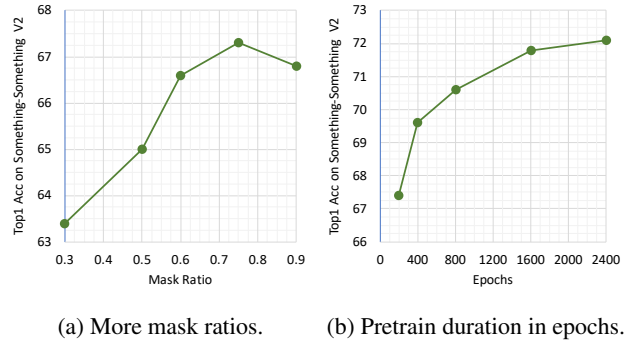 Top1 Acc on Something-Something V2
68
67
66
65
64
63
0.3 0.4 0.5 0.6 0.7 0.8 0.9
Mask Ratio
(a) More mask ratios.
Top1 Acc on Something-Something V2
73
72
71
70
69
68
67
66
0 400 800 1200 1600 2000 2400
Epochs
(b) Pretrain duration in epochs.